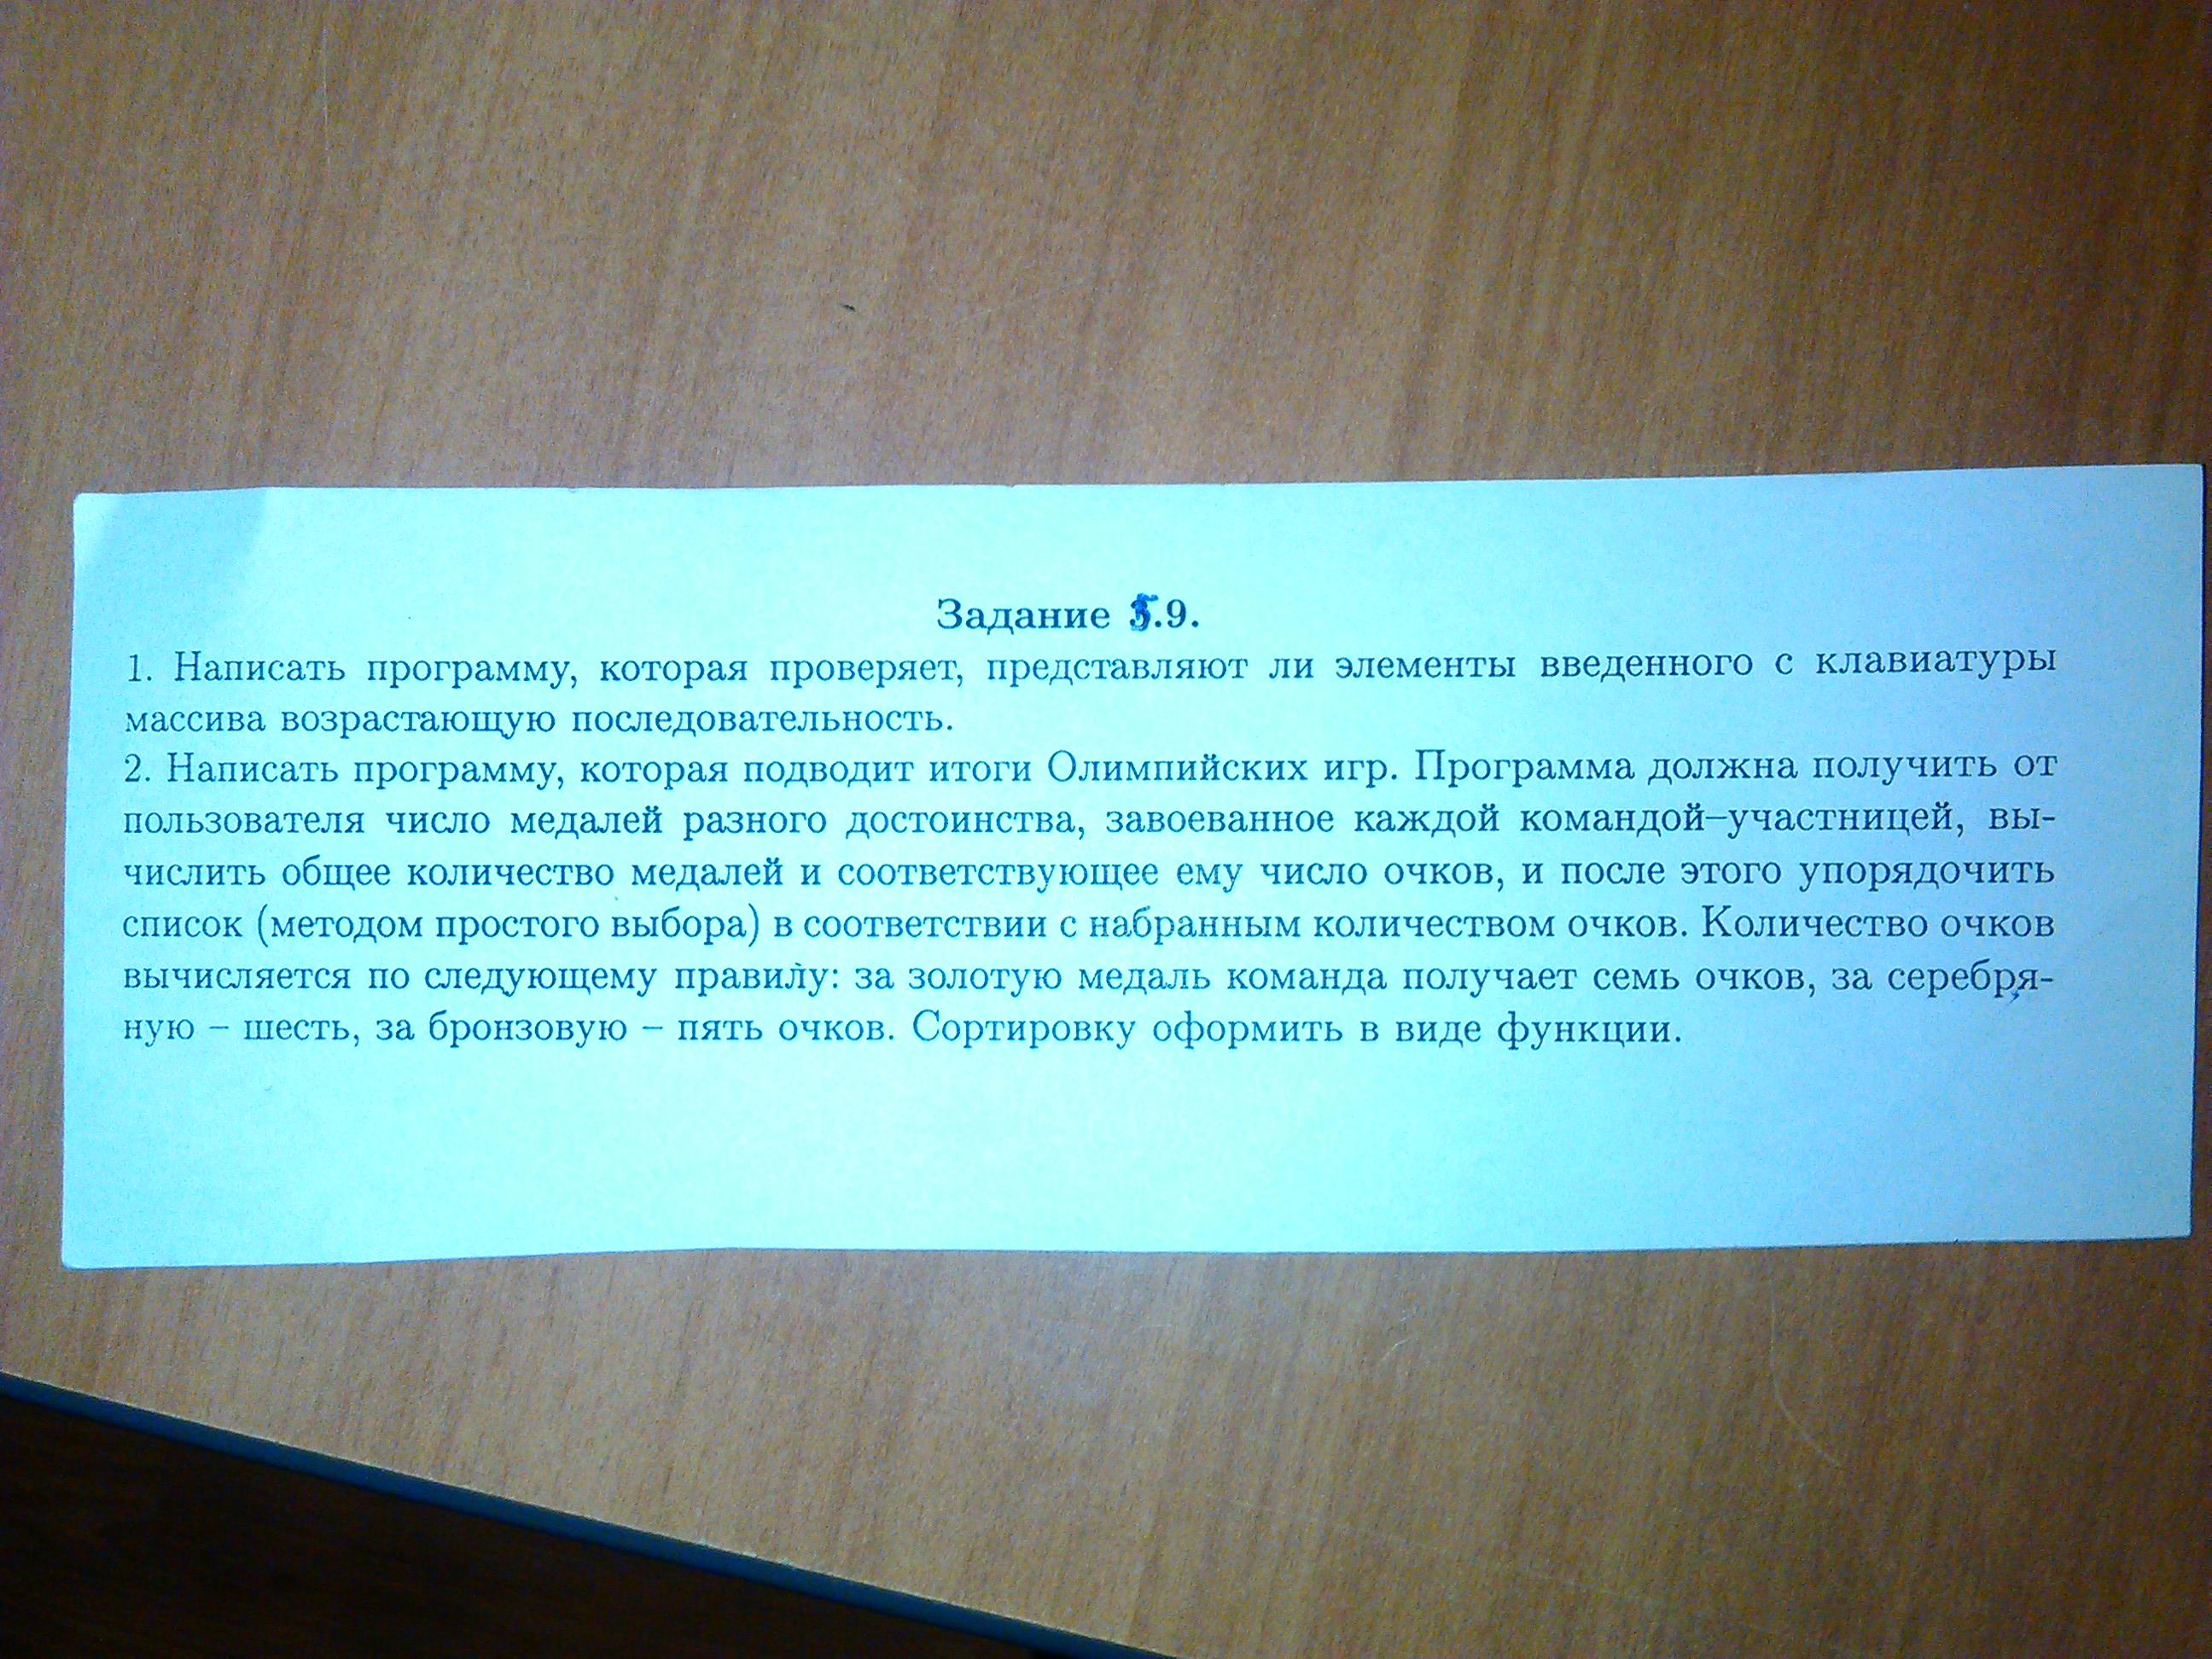 Задание 5.9.
1. Написать программу, которая проверяет, представляют ли элементы введенного с клавиатуры
массива возрастающую последовательность.
2. Написать программу, которая подводит итоги Олимпийских игр. Программа должна получить от
пользователя число медалей разного достоинства, завоеванное каждой командой–участницей, вы-
числить общее количество медалей и соответствующее ему число очков, и после этого упорядочить
список (методом простого выбора) в соответствии с набранным количеством очков. Количество очков
вычисляется по следующему правилу: за золотую медаль команда получает семь очков, за серебря-
ную – шесть, за бронзовую – пять очков. Сортировку оформить в виде функции.